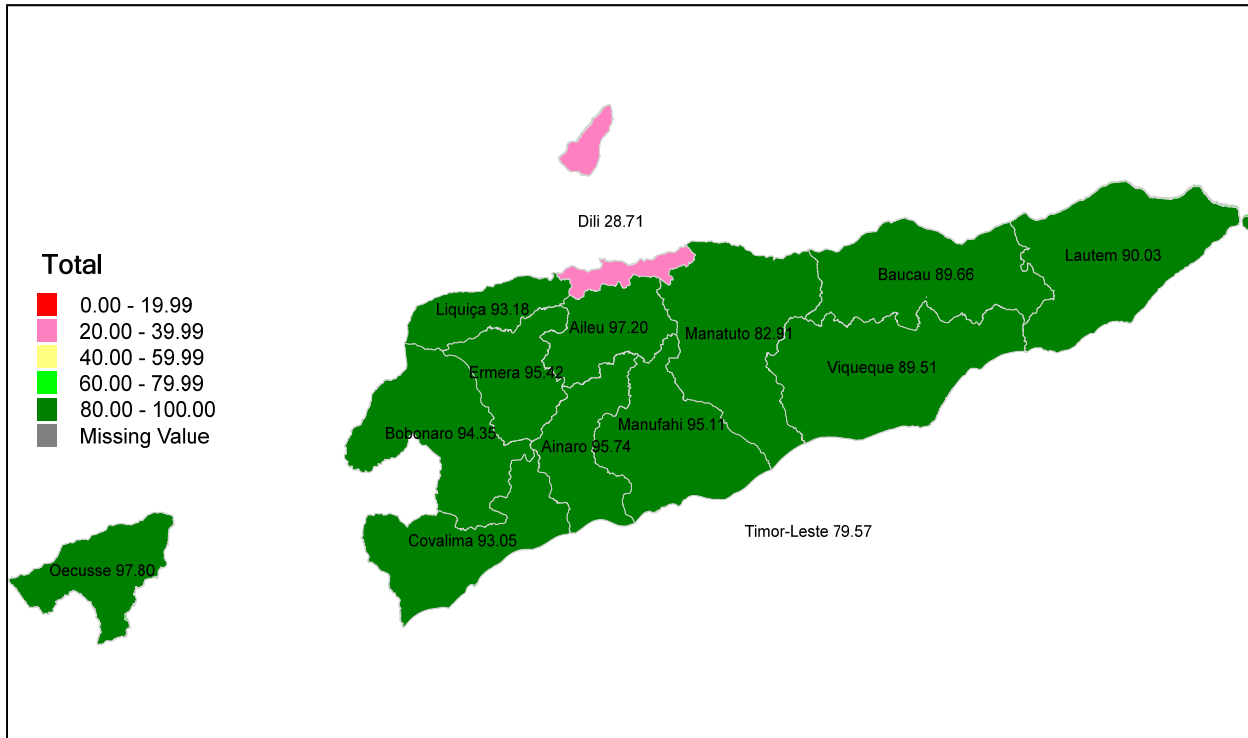 Dili 28.71
Total
0.00 - 19.99
20.00 - 39.99
40.00 - 59.99
60.00 - 79.99
80.00 - 100.00
Missing Value
Lautem 90.03
Baucau 89.66
Liquiça 93.18
Aileu 97.20
Manatuto 82.91
Viqueque 89.51
Ermera 95.42
Manufahi 95.11
Bobonaro 94.35
Ainaro 95.74
Timor-Leste 79.57
Covalima 93.05
Oecusse 97.80